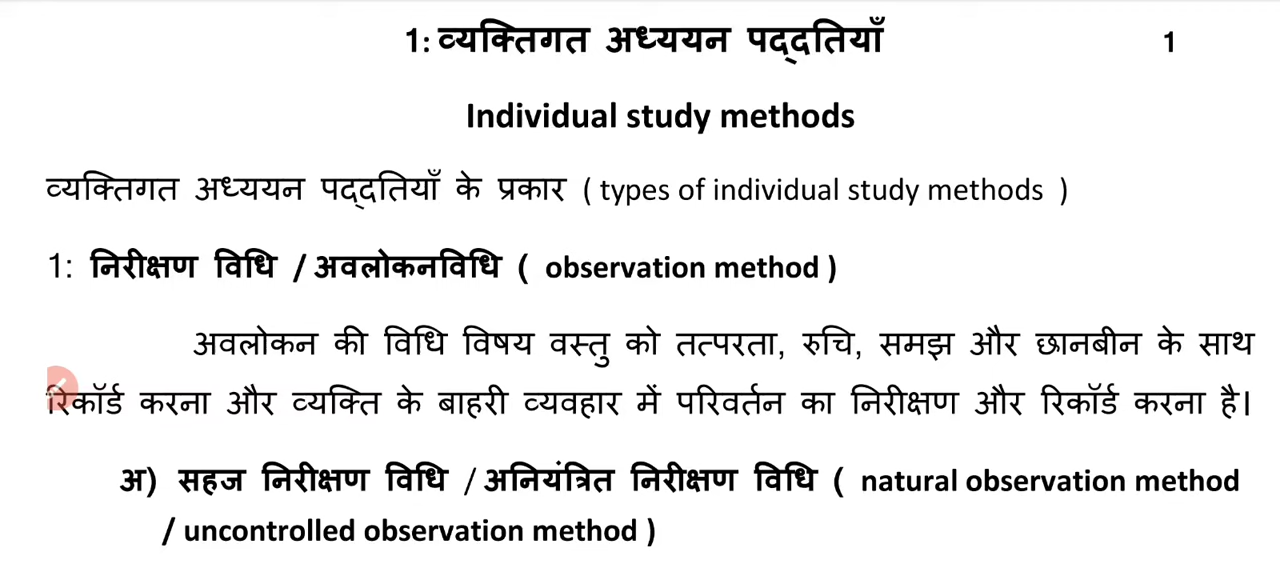 1: व्यक्तिगत अध्ययन पद्दतियाँ 1
Individual study methods
व्यक्तिगत अध्ययन पद्दतियाँ के प्रकार ( types of individual study methods )
1: निरीक्षण विधि / अवलोकनविधि ( observation method )
अवलोकन की विधि विषय वस्तु को तत्परता, रुचि, समझ और छानबीन के साथ
रिकॉर्ड करना और व्यक्ति के बाहरी व्यवहार में परिवर्तन का निरीक्षण और रिकॉर्ड करना है।
अ) सहज निरीक्षण विधि / अनियंत्रित निरीक्षण विधि ( natural observation method
/ uncontrolled observation method )